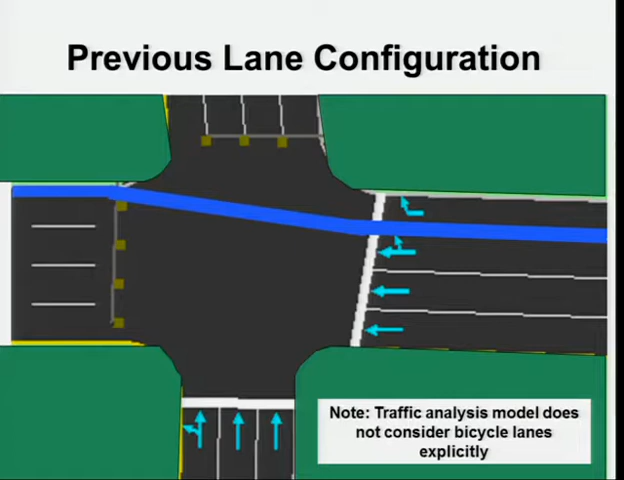 Previous Lane Configuration
Note: Traffic analysis model does
not consider bicycle lanes
explicitly